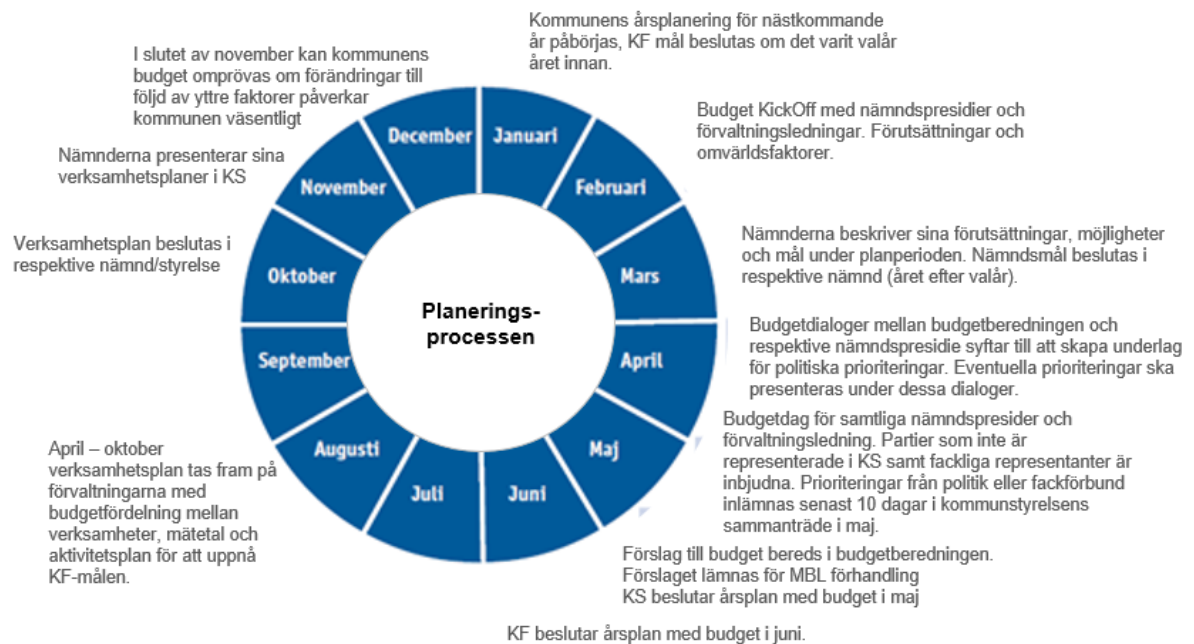 Kommunens årsplanering för nästkommande
år påbörjas, KF mål beslutas om det varit valår
året innan.
I slutet av november kan kommunens
budget omprövas om förändringar till
följd av yttre faktorer påverkar
kommunen väsentligt
Budget KickOff med nämndspresidier och
förvaltningsledningar. Förutsättningar och
omvärldsfaktorer.
Nämnderna presenterar sina
verksamhetsplaner i KS
Verksamhetsplan beslutas i
respektive nämnd/styrelse
Nämnderna beskriver sina förutsättningar, möjligheter
och mål under planperioden. Nämndsmål beslutas i
respektive nämnd (året efter valår).
Budgetdialoger mellan budgetberedningen och
respektive nämndspresidie syftar till att skapa underlag
för politiska prioriteringar. Eventuella prioriteringar ska
presenteras under dessa dialoger.
Budgetdag för samtliga nämndspresider och
förvaltningsledning. Partier som inte är
representerade i KS samt fackliga representanter är
inbjudna. Prioriteringar från politik eller fackförbund
inlämnas senast 10 dagar i kommunstyrelsens
sammanträde i maj.
April – oktober
verksamhetsplan tas fram på
förvaltningarna med
budgetfördelning mellan
verksamheter, mätetal och
aktivitetsplan för att uppnå
KF-målen.
Förslag till budget bereds i budgetberedningen.
Förslaget lämnas för MBL förhandling
KS beslutar årsplan med budget i maj
KF beslutar årsplan med budget i juni.
Januari
Februari
Mars
April
Maj
Juni
Juli
Augusti
September
Oktober
November
December
Planerings-
processen